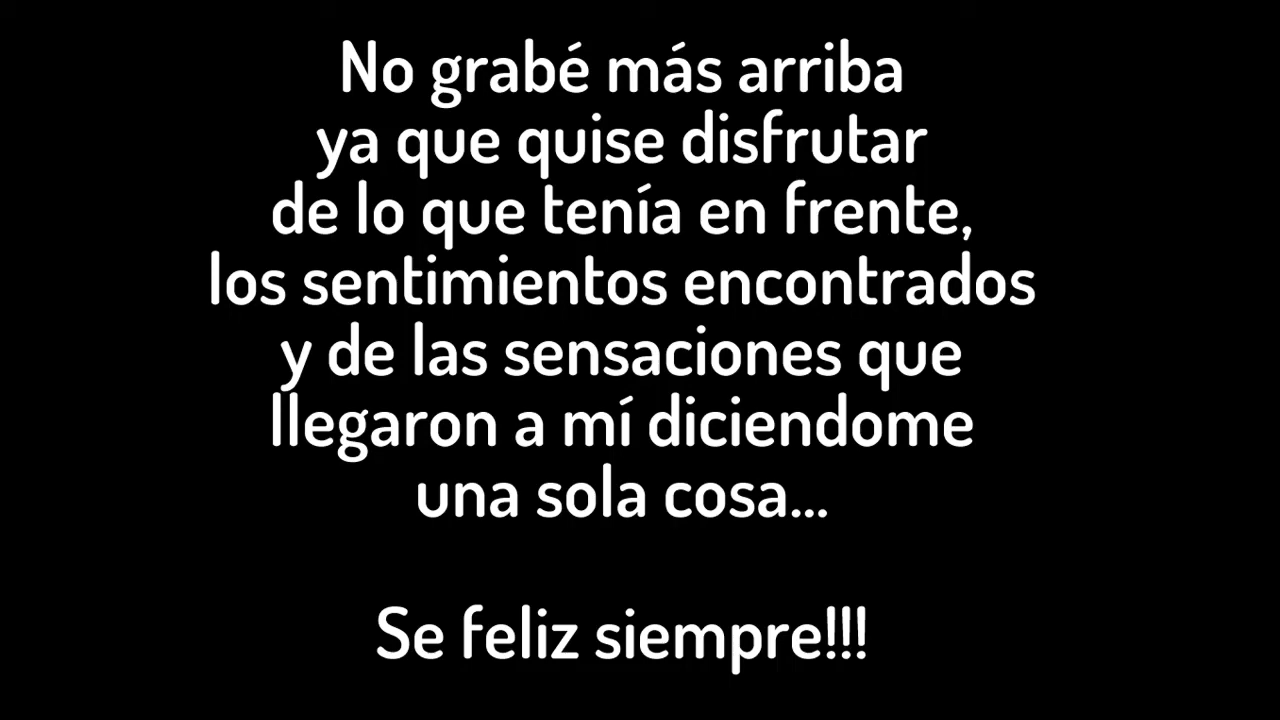 No grabé más arriba
ya que quise disfrutar
de lo que tenía en frente,
los sentimientos encontrados
y de las sensaciones que
llegaron a mí diciendome
una sola cosa...
Se feliz siempre!!!